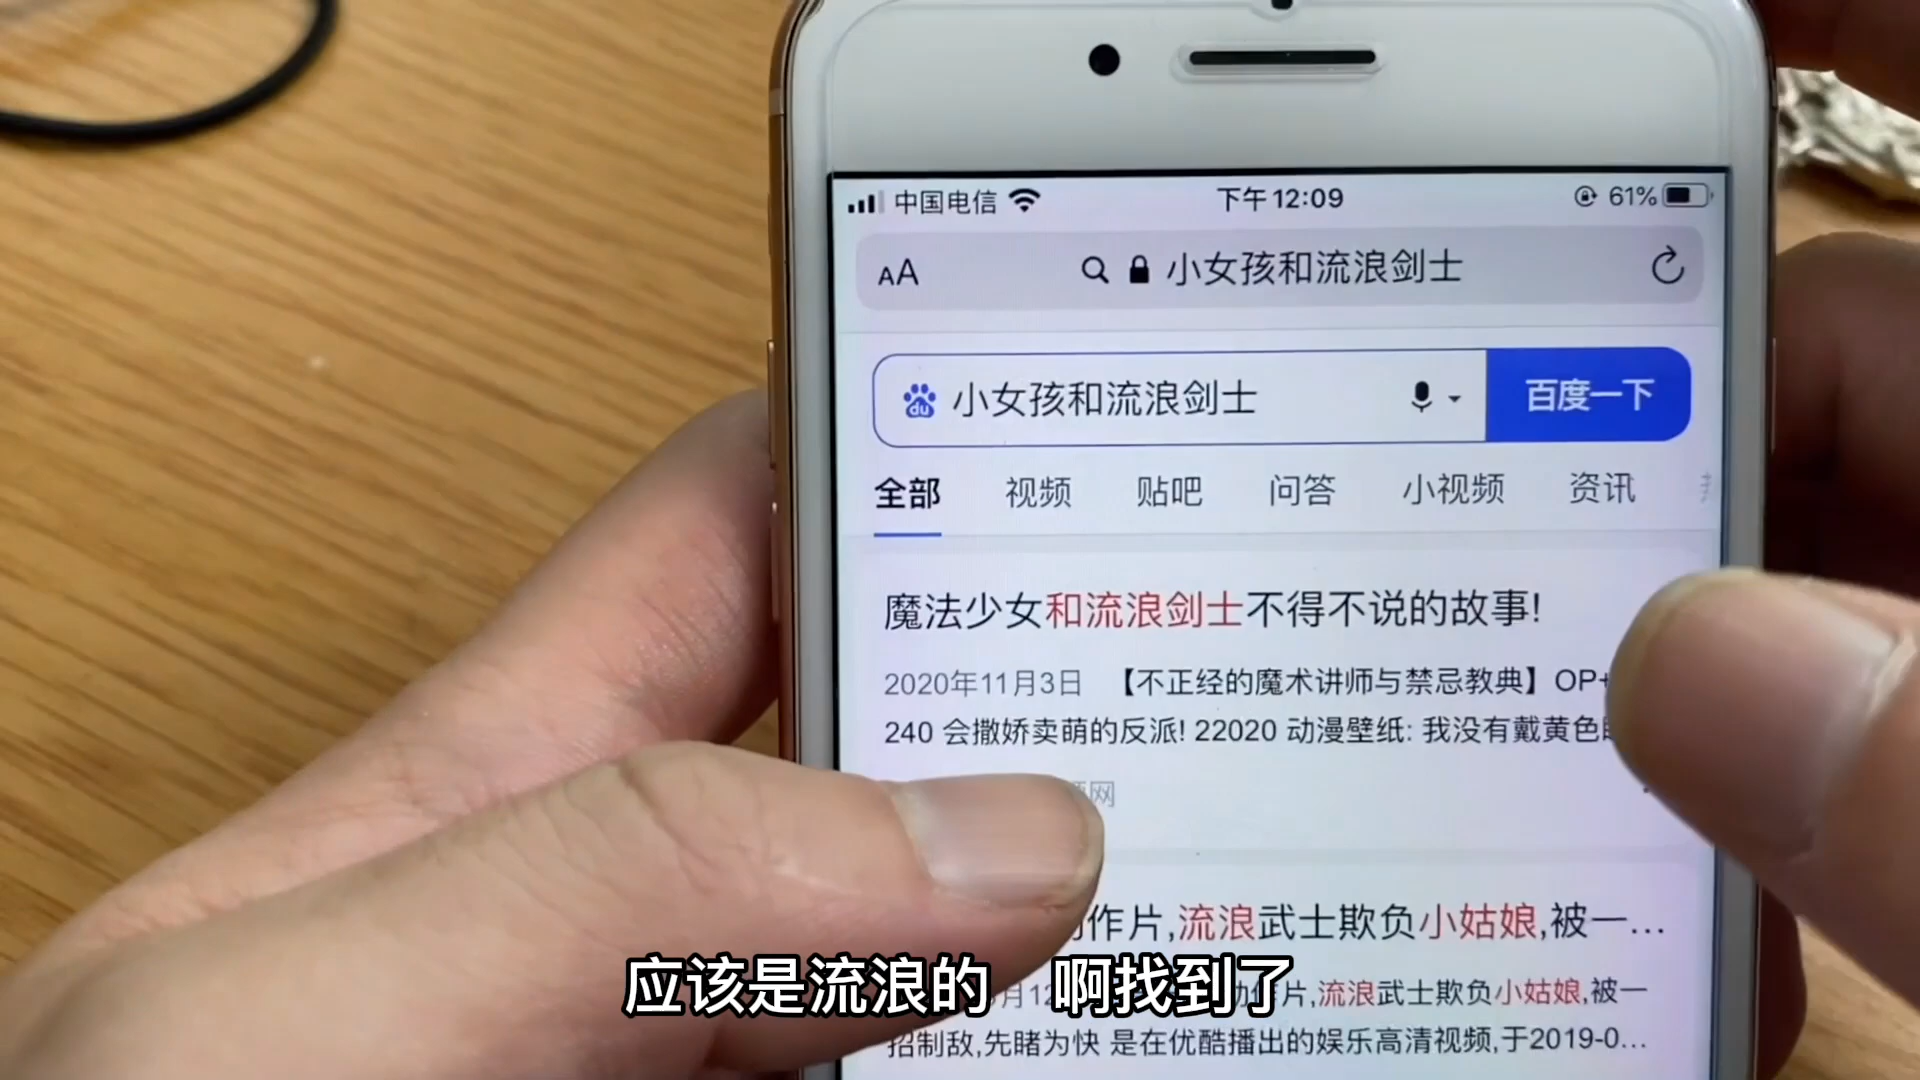 中国电信 下午12:09 61%
AA 小女孩和流浪剑士
du 小女孩和流浪剑士 百度一下
全部 视频 贴吧 问答 小视频 资讯
魔法少女和流浪剑士不得不说的故事!
2020年11月3日 【不正经的魔术讲师与禁忌教典】OP+
240 会撒娇卖萌的反派! 22020 动漫壁纸: 我没有戴黄色
网
作片,流浪武士欺负小姑娘,被一...
月12 作片,流浪武士欺负小姑娘,被一
应该是流浪的 啊找到了
招制敌,先睹为快 是在优酷播出的娱乐高清视频,于2019-0...